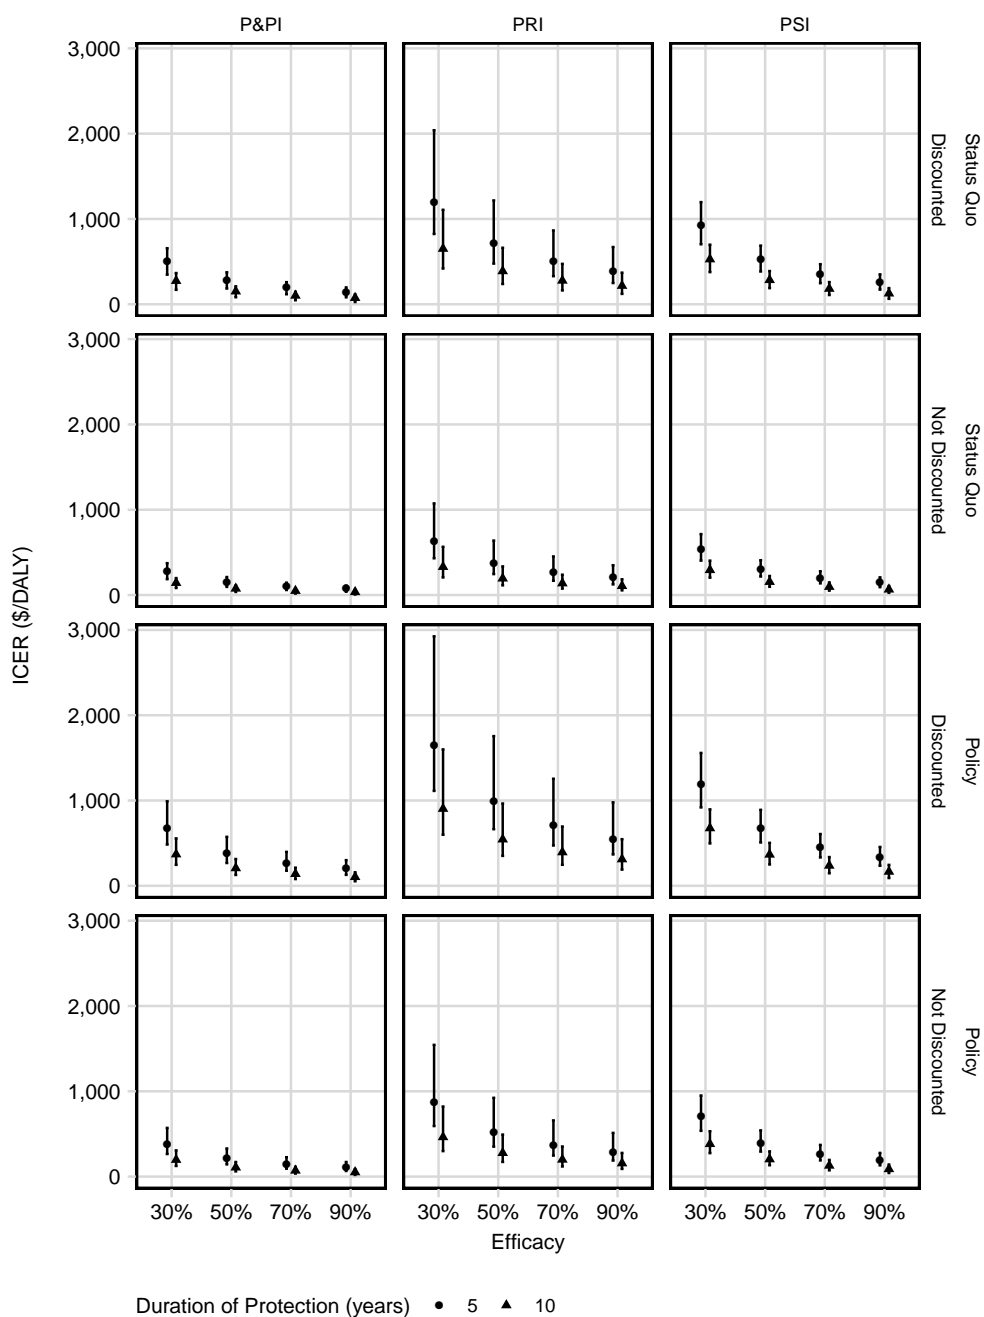 P&PI PRI PSI
3,000
2,000
1,000
0
Status Quo
Discounted
3,000
2,000
1,000
0
Status Quo
Not Discounted
ICER ($/DALY)
3,000
2,000
1,000
0
Policy
Discounted
3,000
2,000
1,000
0
Policy
Not Discounted
30% 50% 70% 90% 30% 50% 70% 90% 30% 50% 70% 90%
Efficacy
Duration of Protection (years) 5 10